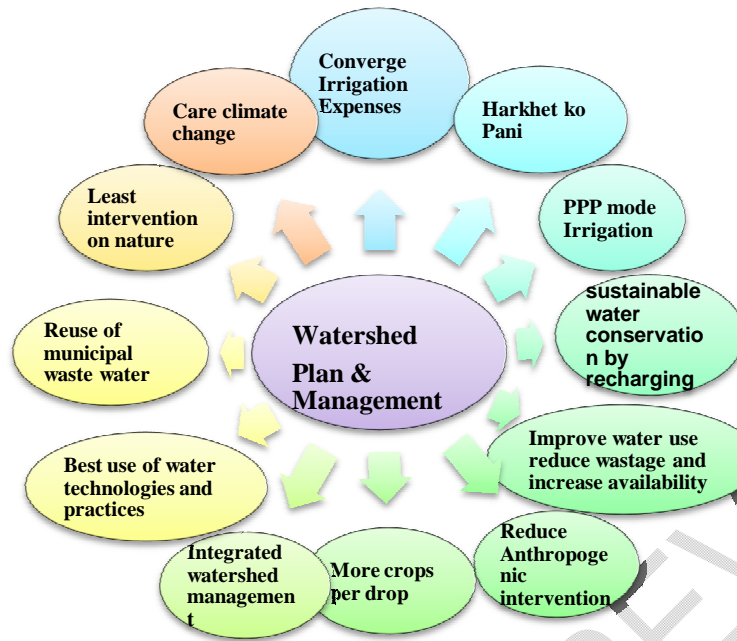 Converge
Irrigation
Expenses
Harkhet ko
Pani
PPP mode
Irrigation
sustainable
water
conservatio
n by
recharging
Improve water use
reduce wastage and
increase availability
Reduce
Anthropoge
nic
intervention
More crops
per drop
Integrated
watershed
managemen
t
Best use of water
technologies and
practices
Reuse of
municipal
waste water
Least
intervention
on nature
Care climate
change
Watershed
Plan &
Management